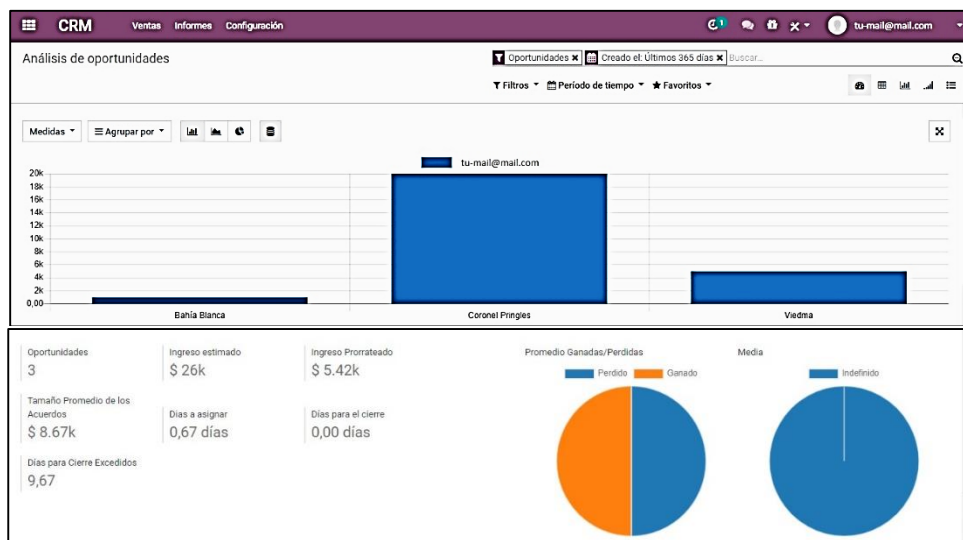 CRM Ventas Informes Configuración 1 tu-mail@mail.com
Análisis de oportunidades
Oportunidades Creado el: Últimos 365 días Buscar...
Filtros Período de tiempo Favoritos
Medidas Agrupar por
tu-mail@mail.com
20k
18k
16k
14k
12k
10k
8k
6k
4k
2k
0,00
Bahía Blanca Coronel Pringles Viedma
Oportunidades Ingreso estimado Ingreso Prorrateado
3 $ 26k $ 5.42k
Tamaño Promedio de los
Acuerdos Dias a asignar Días para el cierre
$ 8.67k 0,67 días 0,00 días
Días para Cierre Excedidos
9,67
Promedio Ganadas/Perdidas Media
Perdido Ganado Indefinido